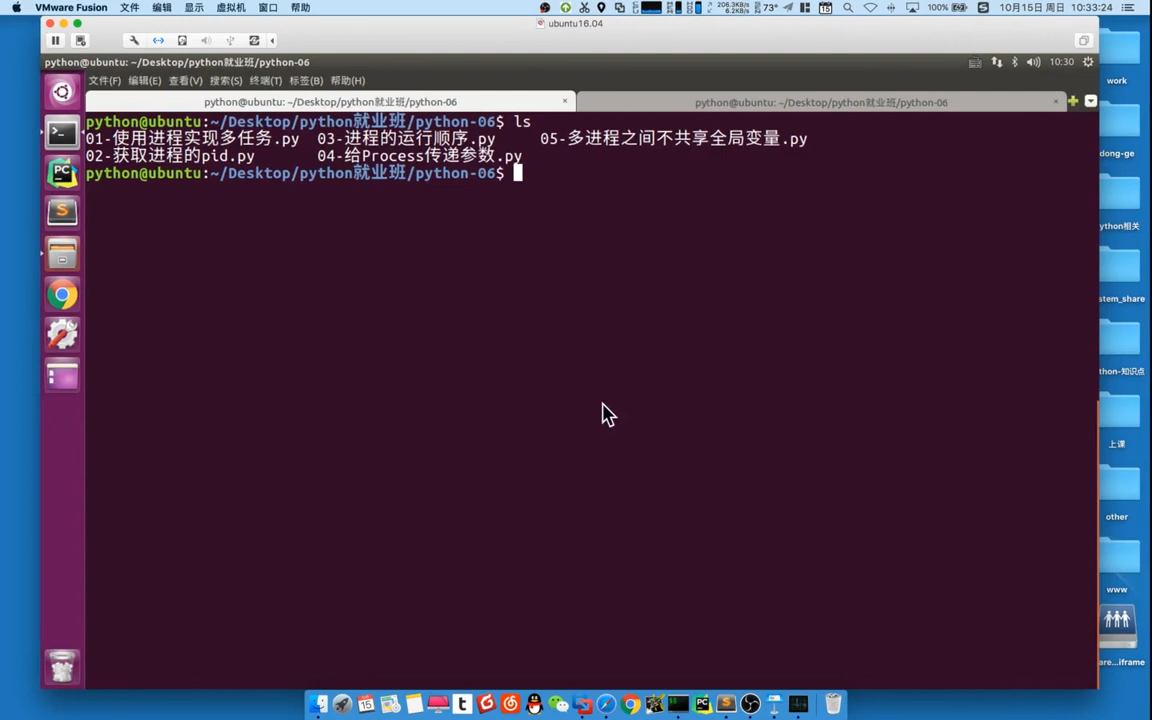 VMware Fusion 文件 编辑 显示 虚拟机 窗口 帮助 206.3KB/s 6.2KB/s 73° 15 100% 10月15日 周日 10:33:24
ubuntu16.04
python@ubuntu: ~/Desktop/python就业班/python-06 10:30
文件(F) 编辑(E) 查看(V) 搜索(S) 终端(T) 标签(B) 帮助(H)
python@ubuntu: ~/Desktop/python就业班/python-06 × python@ubuntu: ~/Desktop/python就业班/python-06 ×
python@ubuntu:~/Desktop/python就业班/python-06$ ls
01-使用进程实现多任务.py 03-进程的运行顺序.py 05-多进程之间不共享全局变量.py
02-获取进程的pid.py 04-给Process传递参数.py
python@ubuntu:~/Desktop/python就业班/python-06$
work
dong-ge
ython相关
stem_share
thon-知识点
上课
other
www
are...iframe